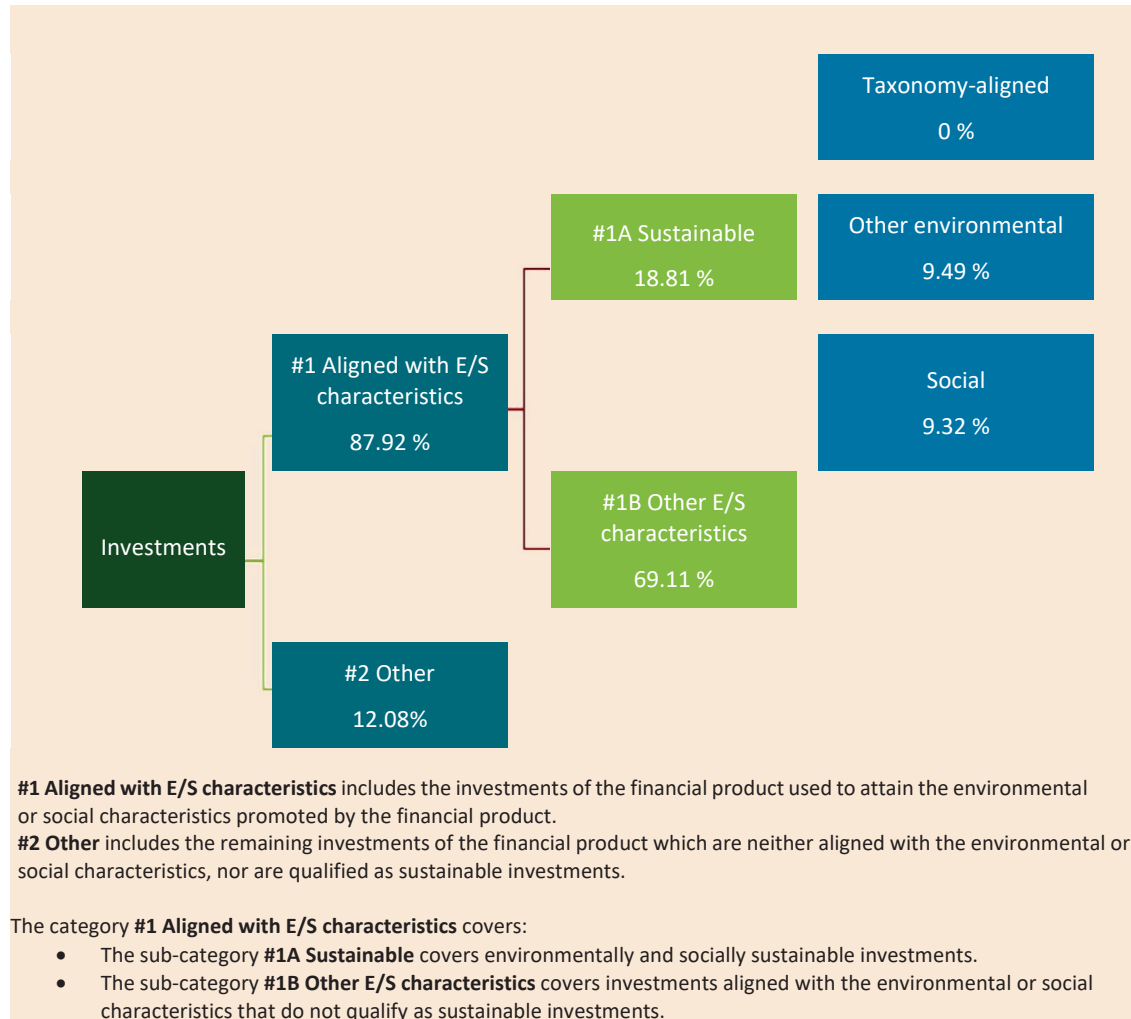 Taxonomy-aligned
0 %
#1A Sustainable
18.81 %
Other environmental
9.49 %
#1 Aligned with E/S
characteristics
87.92 %
Social
9.32 %
Investments
#1B Other E/S
characteristics
69.11 %
#2 Other
12.08%
#1 Aligned with E/S characteristics includes the investments of the financial product used to attain the environmental
or social characteristics promoted by the financial product.
#2 Other includes the remaining investments of the financial product which are neither aligned with the environmental or
social characteristics, nor are qualified as sustainable investments.
The category #1 Aligned with E/S characteristics covers:
• The sub-category #1A Sustainable covers environmentally and socially sustainable investments.
• The sub-category #1B Other E/S characteristics covers investments aligned with the environmental or social
characteristics that do not qualify as sustainable investments.